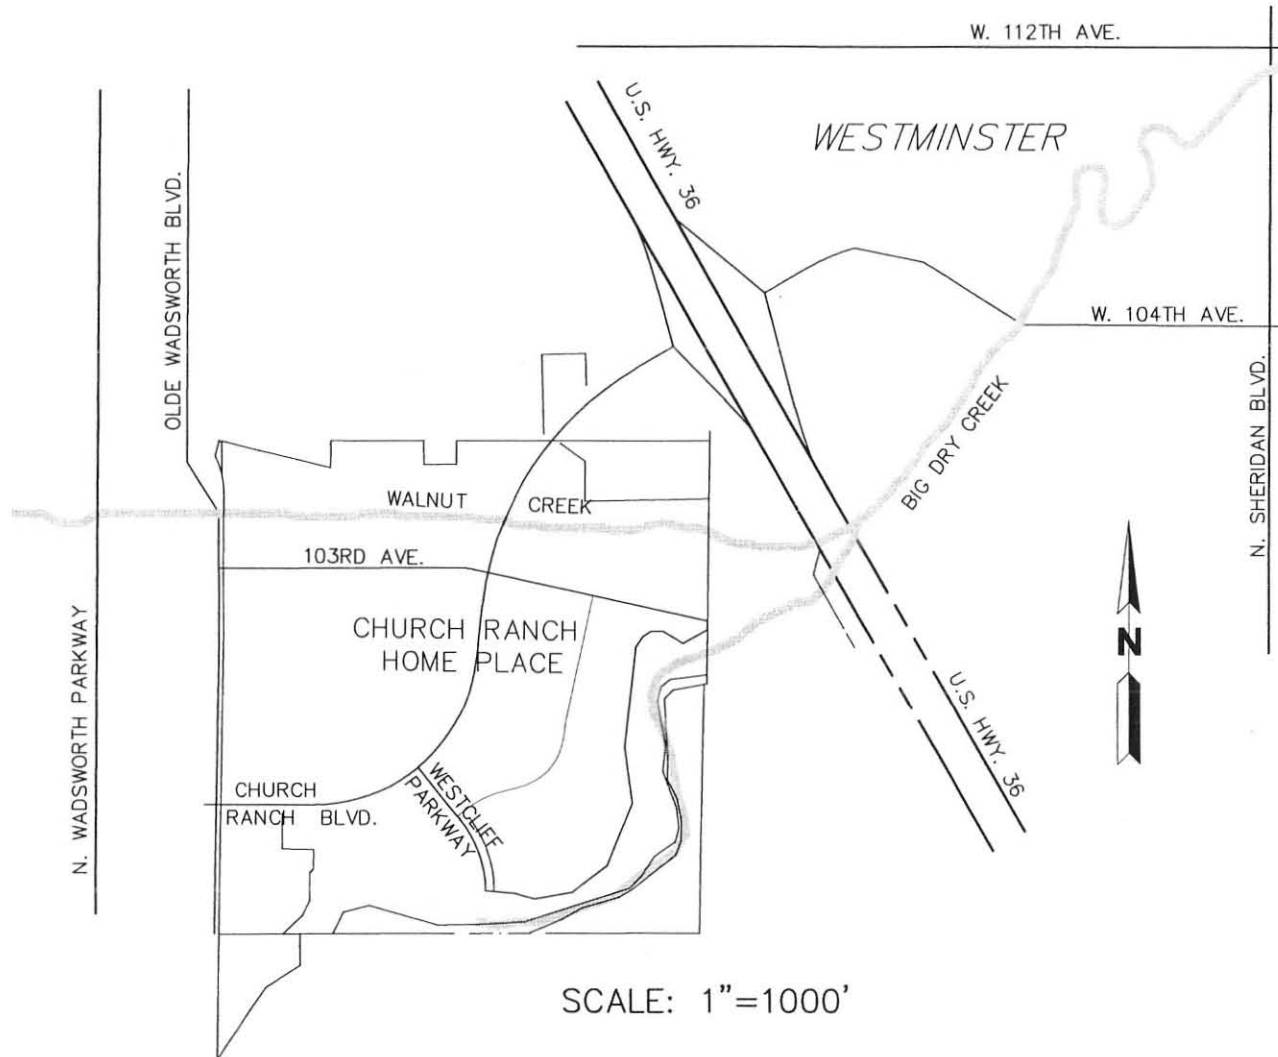 W. 112TH AVE.
U.S. HWY. 36
WESTMINSTER
OLDE WADSWORTH BLVD.
W. 104TH AVE.
N. SHERIDAN BLVD.
BIG DRY CREEK
WALNUT CREEK
103RD AVE.
CHURCH RANCH
HOME PLACE
N
N. WADSWORTH PARKWAY
U.S. HWY. 36
CHURCH
RANCH BLVD.
WESTCLIFF
PARKWAY
SCALE: 1"=1000'